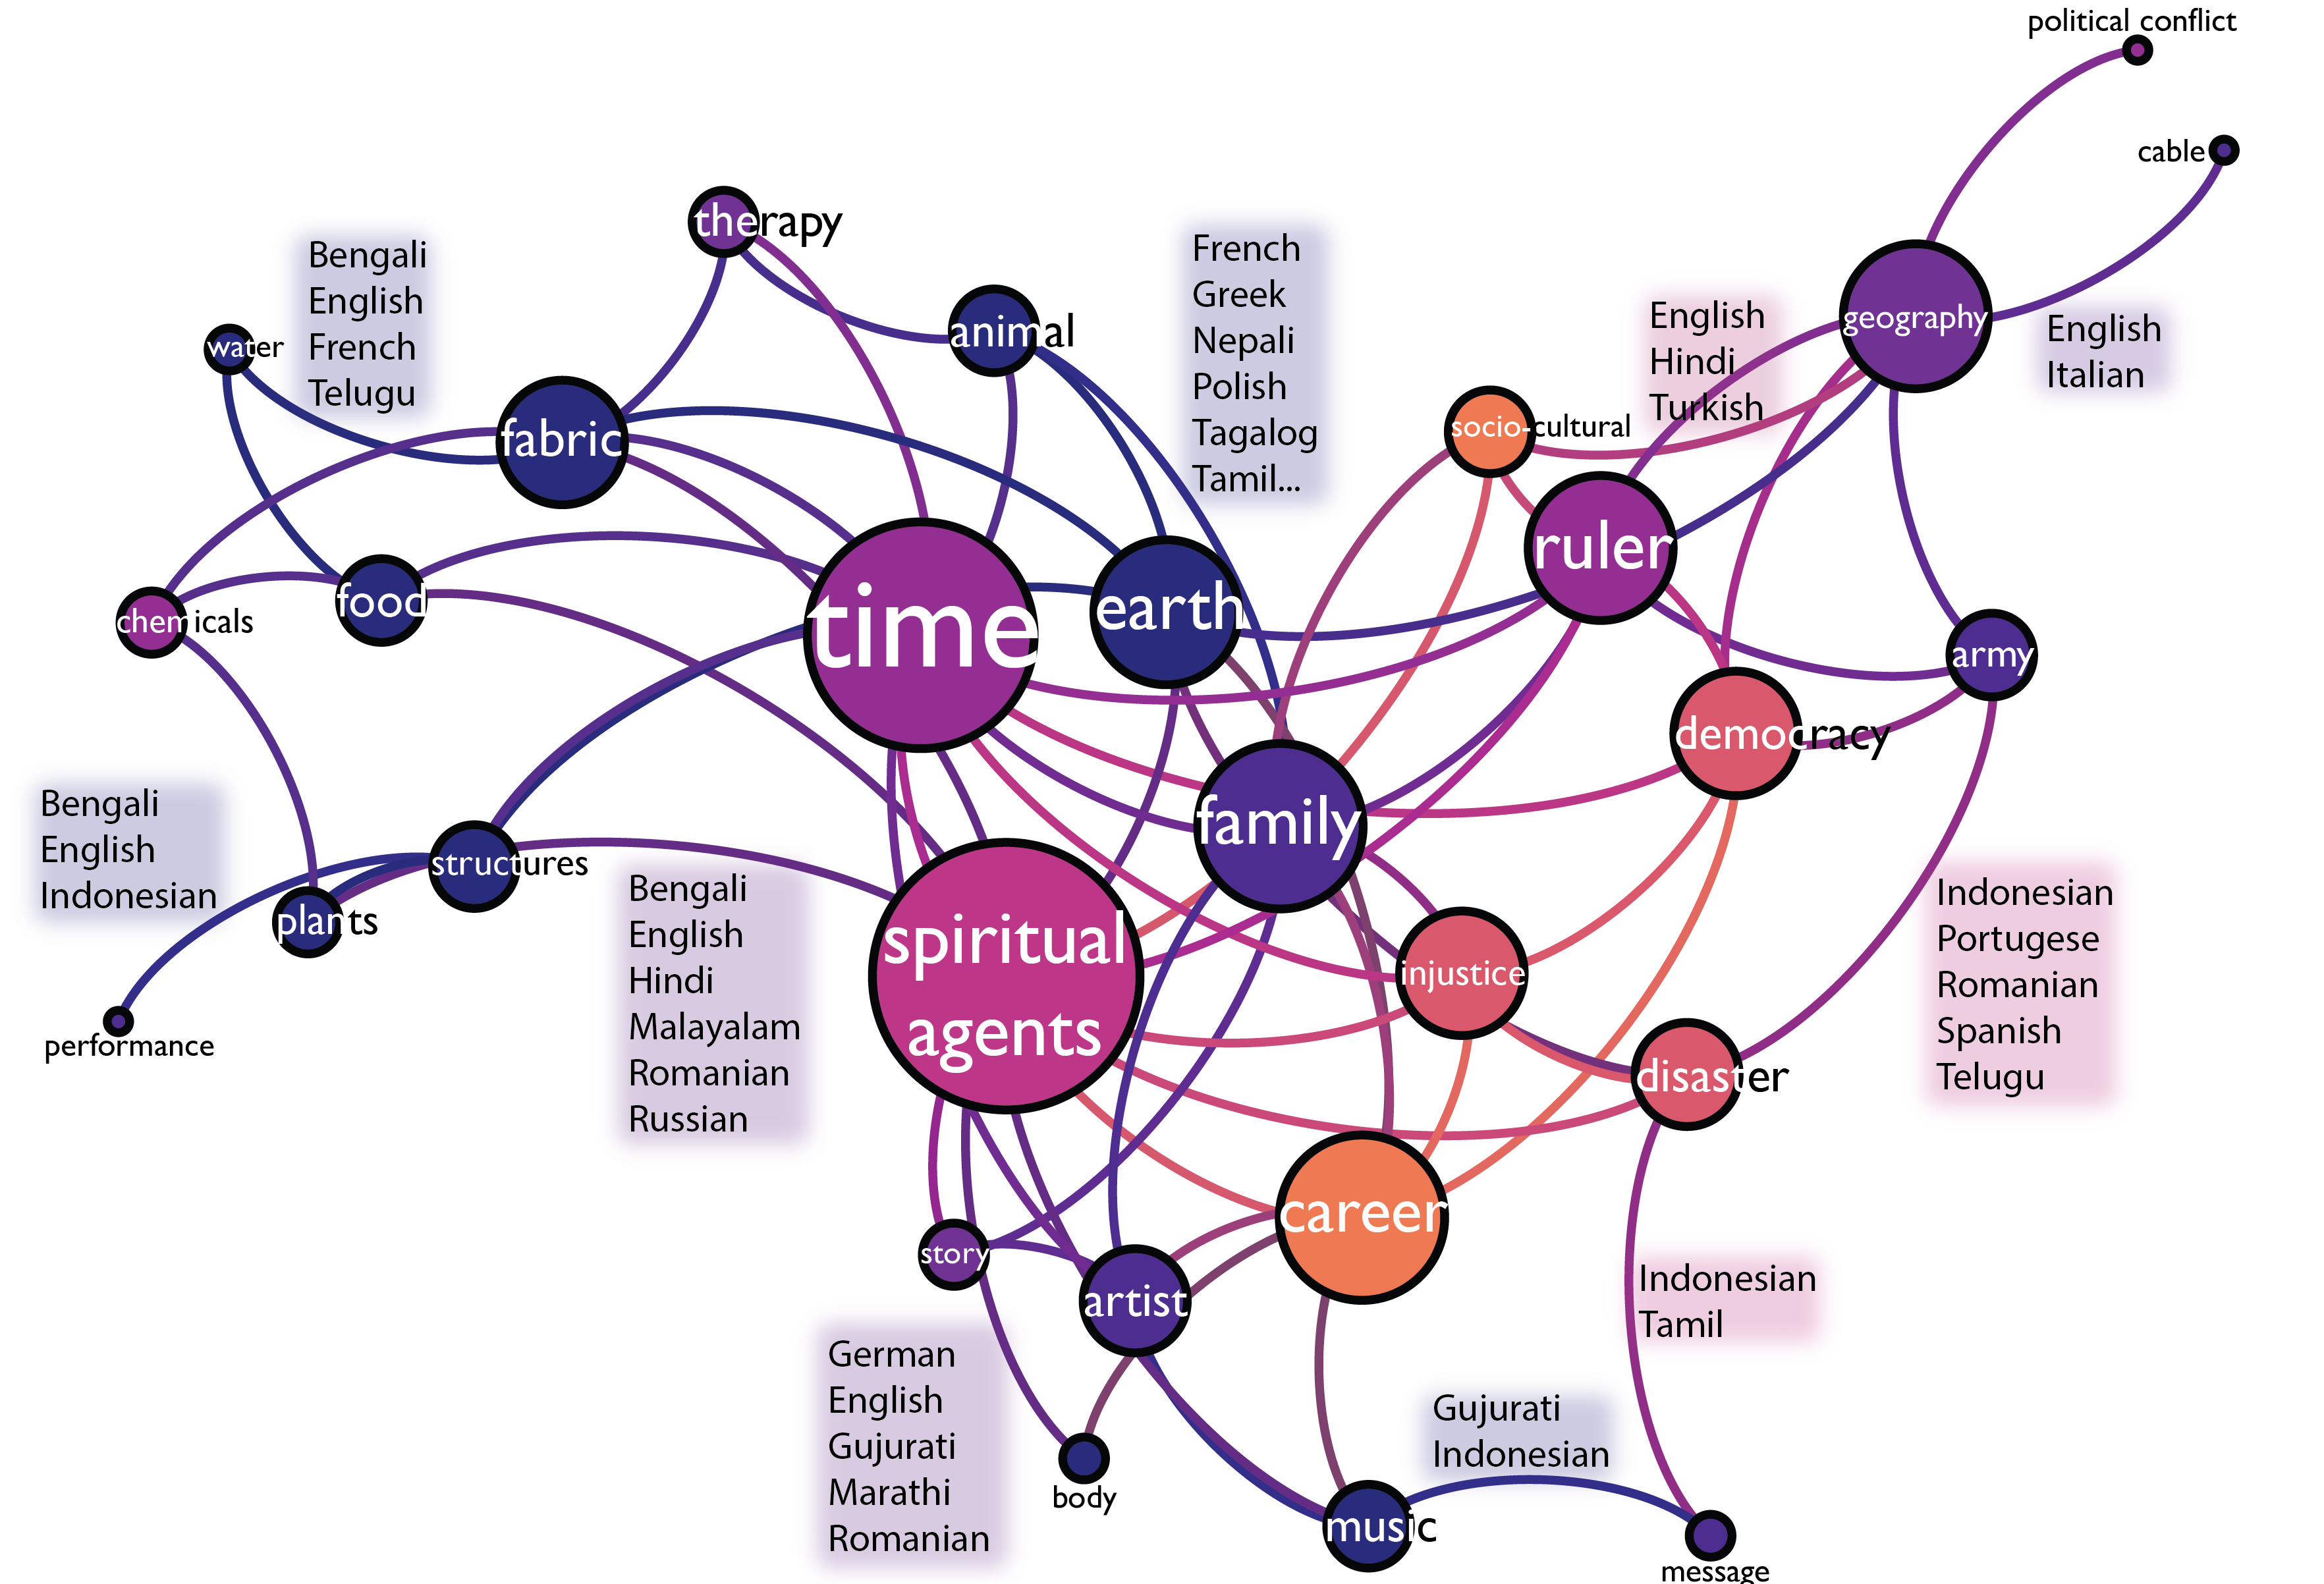 political conflict
cable
therapy
Bengali
English
French
Telugu
French
Greek
Nepali
Polish
Tagalog
Tamil...
animal
water
fabric
English
Hindi
Turkish
geography
English
Italian
socio-cultural
ruler
chemicals
food
time
earth
army
democracy
Bengali
English
Indonesian
structures
plants
family
Bengali
English
Hindi
Malayalam
Romanian
Russian
spiritual
agents
injustice
Indonesian
Portugese
Romanian
Spanish
Telugu
performance
disaster
career
story
artist
Indonesian
Tamil
German
English
Gujurati
Marathi
Romanian
body
Gujurati
Indonesian
music
message